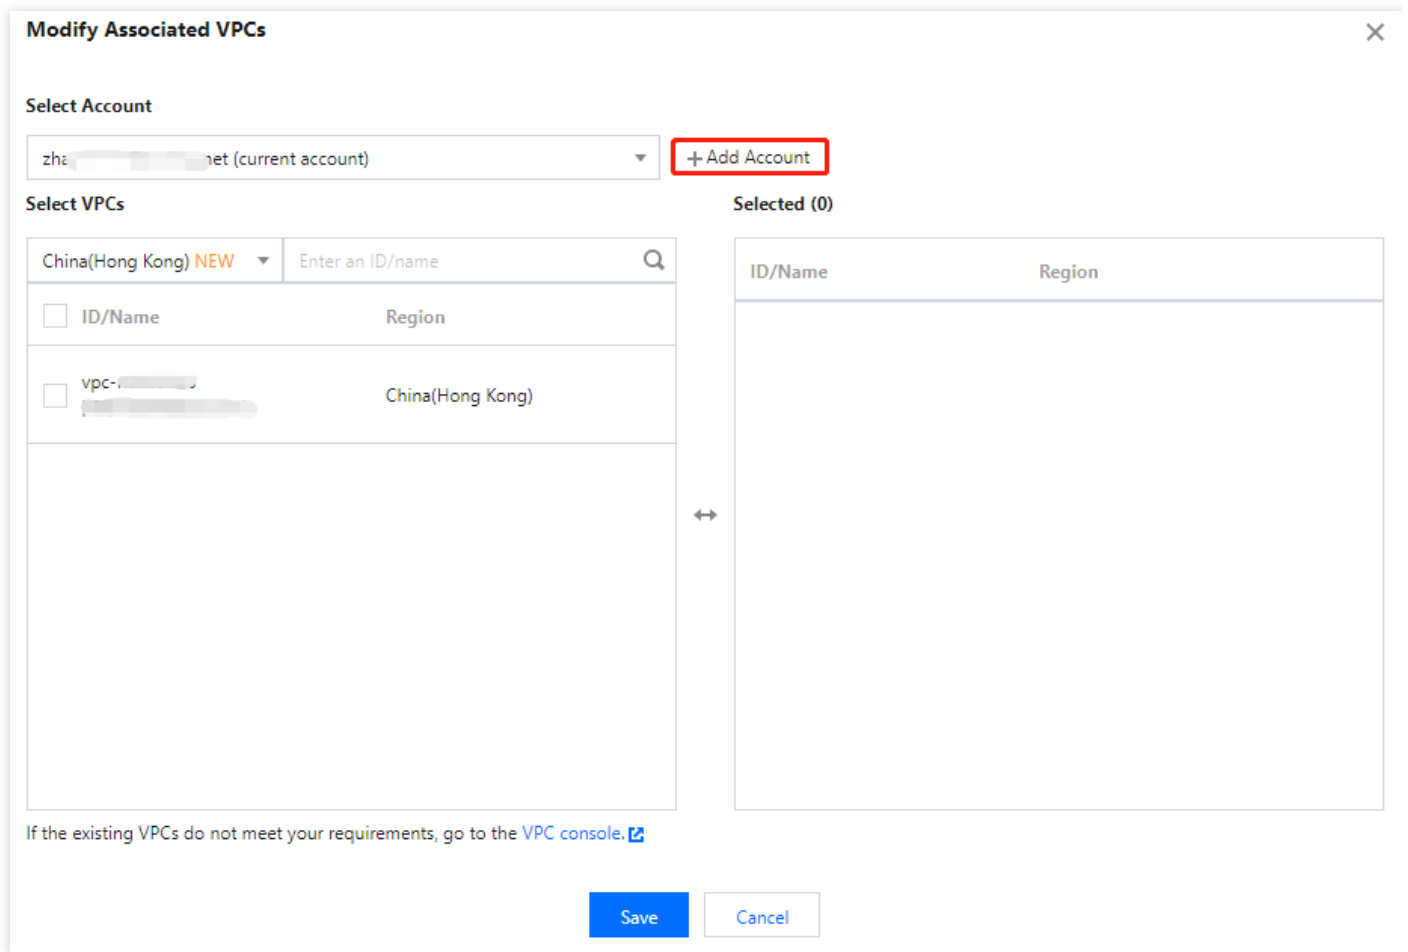 Modify Associated VPCs
Select Account
(current account)
Add Account
Select VPCs
Selected (0)
China(Hong Kong) NEW
Enter an ID/name
ID/Name Region
ID/Name Region
vpc-
China(Hong Kong)
If the existing VPCs do not meet your requirements, go to the VPC console.
Save
Cancel